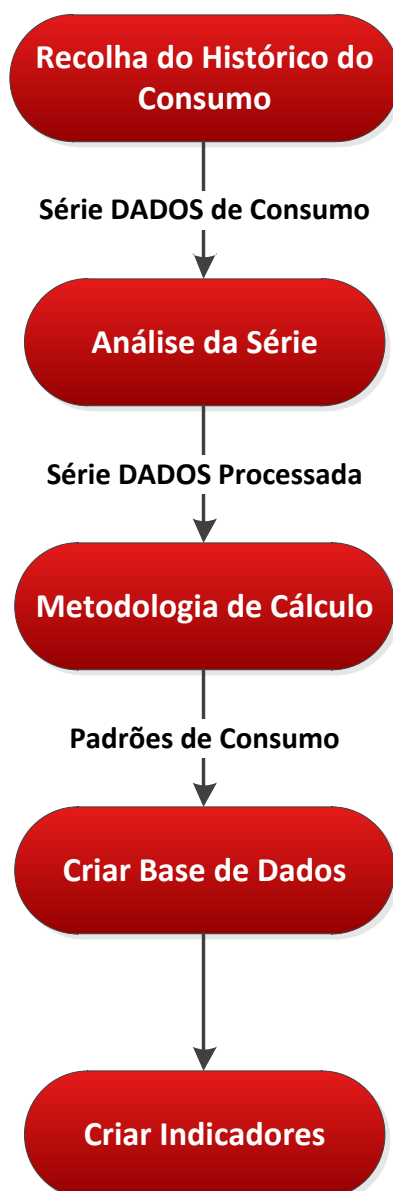 Recolha do Histórico do
Consumo
Série DADOS de Consumo
Análise da Série
Série DADOS Processada
Metodologia de Cálculo
Padrões de Consumo
Criar Base de Dados
Criar Indicadores